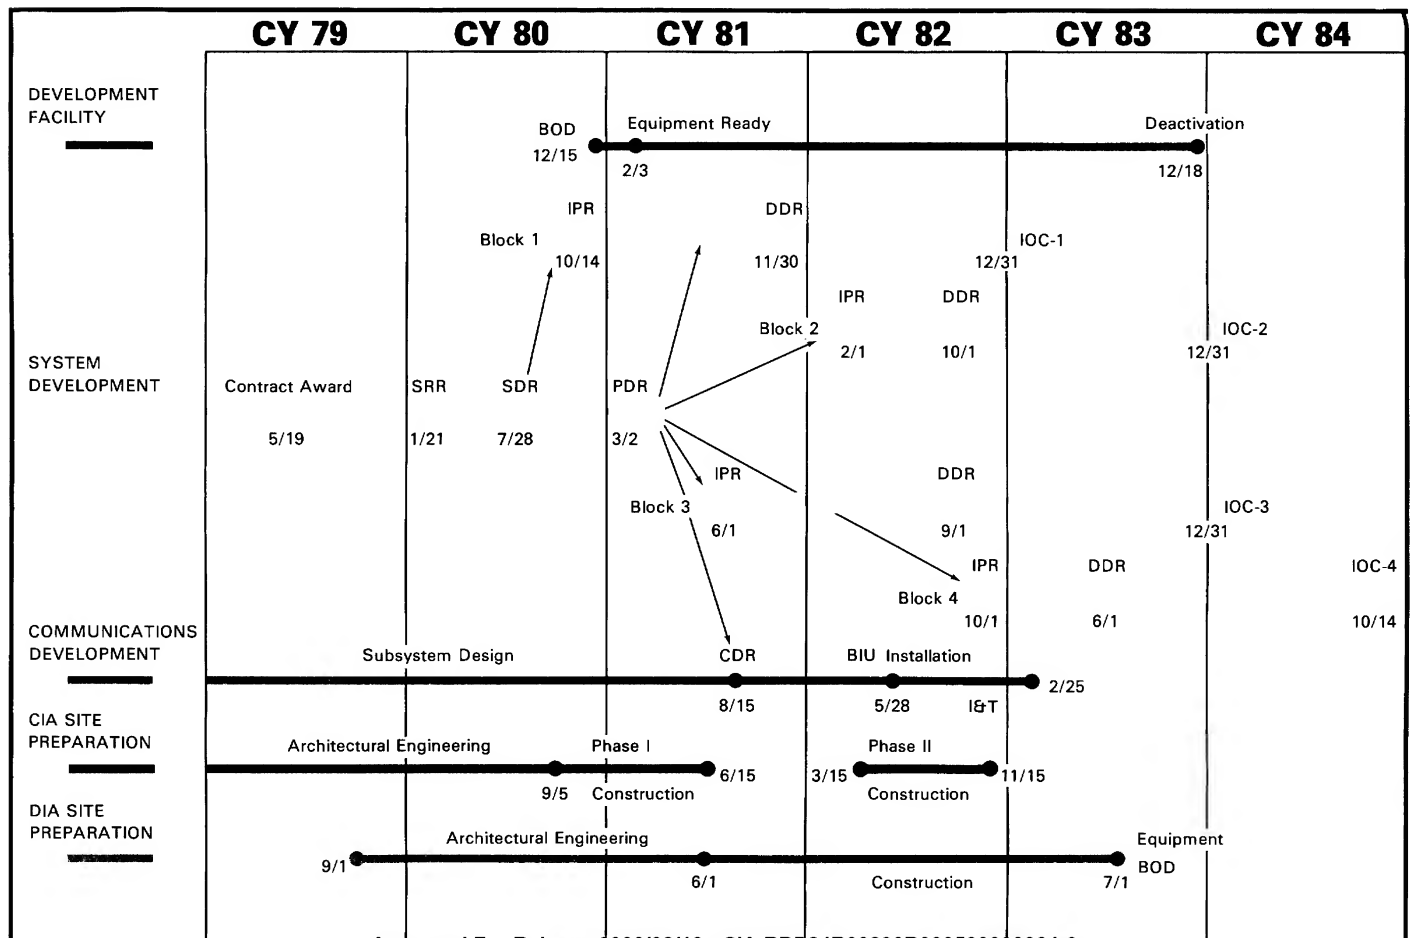 CY 79 CY 80 CY 81 CY 82 CY 83 CY 84
DEVELOPMENT
FACILITY
BOD Equipment Ready Deactivation
12/15 2/3 12/18
IPR DDR
Block 1 IOC-1
10/14 11/30 12/31
IPR DDR
Block 2 IOC-2
2/1 10/1 12/31
SYSTEM
DEVELOPMENT
Contract Award SRR SDR PDR
5/19 1/21 7/28 3/2
IPR DDR
Block 3 IOC-3
6/1 9/1 12/31
IPR DDR IOC-4
Block 4
10/1 6/1 10/14
COMMUNICATIONS
DEVELOPMENT
Subsystem Design CDR BIU Installation
8/15 5/28 I&T 2/25
CIA SITE
PREPARATION
Architectural Engineering Phase I Phase II
6/15 3/15 11/15
9/5 Construction Construction
DIA SITE
PREPARATION
Architectural Engineering Equipment
9/1 BOD
6/1 Construction 7/1